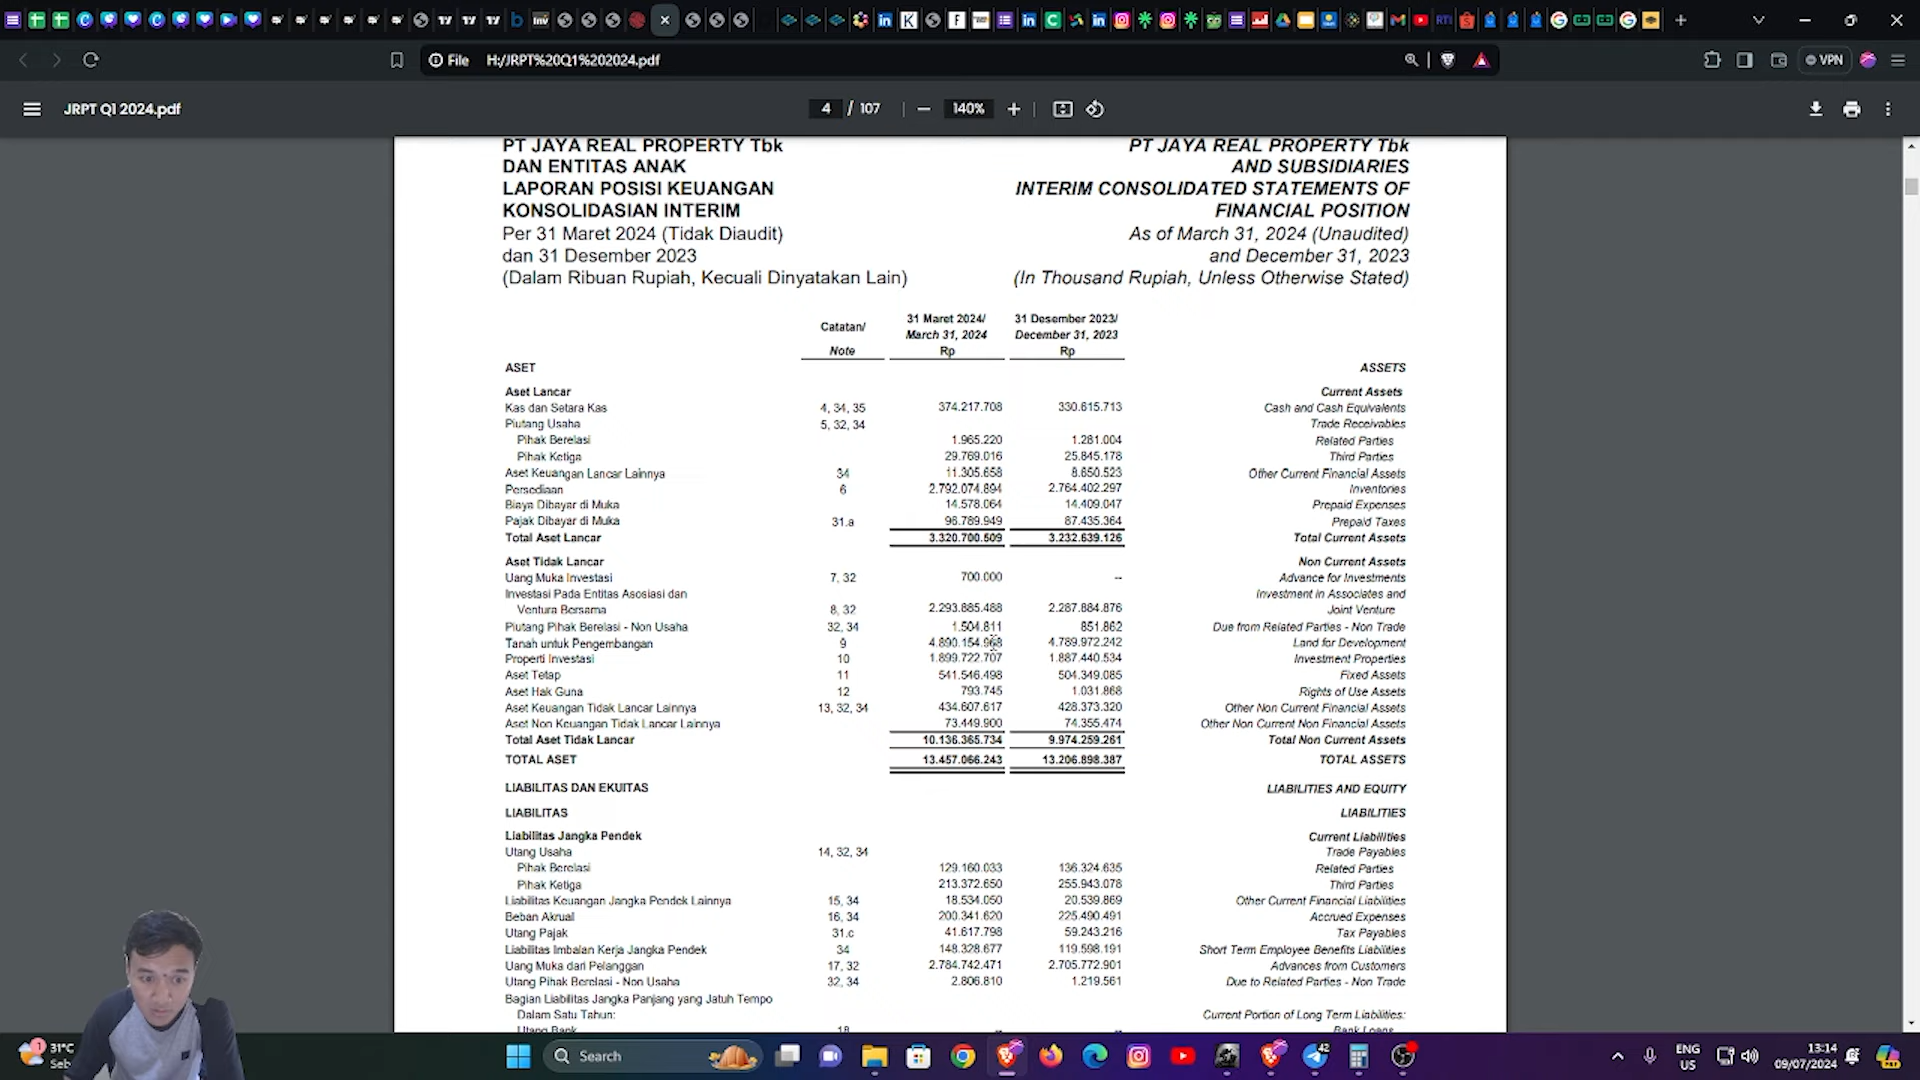 File H:/JRPT%20Q1%202024.pdf
VPN
JRPT Q1 2024.pdf
4 / 107
140%
PT JAYA REAL PROPERTY Tbk
DAN ENTITAS ANAK
LAPORAN POSISI KEUANGAN
KONSOLIDASIAN INTERIM
Per 31 Maret 2024 (Tidak Diaudit)
dan 31 Desember 2023
(Dalam Ribuan Rupiah, Kecuali Dinyatakan Lain)
PT JAYA REAL PROPERTY Tbk
AND SUBSIDIARIES
INTERIM CONSOLIDATED STATEMENTS OF
FINANCIAL POSITION
As of March 31, 2024 (Unaudited)
and December 31, 2023
(In Thousand Rupiah, Unless Otherwise Stated)
Catatan/
Note
31 Maret 2024/
March 31, 2024
Rp
31 Desember 2023/
December 31, 2023
Rp
ASET ASSETS
Aset Lancar Current Assets
Kas dan Setara Kas 4, 34, 35 374.217.708 330.615.713 Cash and Cash Equivalents
Piutang Usaha 5, 32, 34 Trade Receivables
Pihak Berelasi 1.965.220 1.281.004 Related Parties
Pihak Ketiga 29.769.016 25.845.178 Third Parties
Aset Keuangan Lancar Lainnya 34 11.305.658 8.650.523 Other Current Financial Assets
Persediaan 6 2.792.074.894 2.764.402.297 Inventories
Biaya Dibayar di Muka 14.578.064 14.409.047 Prepaid Expenses
Pajak Dibayar di Muka 31.a 96.789.949 87.435.364 Prepaid Taxes
Total Aset Lancar 3.320.700.509 3.232.639.126 Total Current Assets
Aset Tidak Lancar Non Current Assets
Uang Muka Investasi 7, 32 700.000 -- Advance for Investments
Investasi Pada Entitas Asosiasi dan Investment in Associates and
Ventura Bersama 8, 32 2.293.885.488 2.287.884.876 Joint Venture
Piutang Pihak Berelasi - Non Usaha 32, 34 1.504.811 851.862 Due from Related Parties - Non Trade
Tanah untuk Pengembangan 9 4.890.154.968 4.789.972.242 Land for Development
Properti Investasi 10 1.899.722.707 1.887.440.534 Investment Properties
Aset Tetap 11 541.546.498 504.349.085 Fixed Assets
Aset Hak Guna 12 793.745 1.031.868 Rights of Use Assets
Aset Keuangan Tidak Lancar Lainnya 13, 32, 34 434.607.617 428.373.320 Other Non Current Financial Assets
Aset Non Keuangan Tidak Lancar Lainnya 73.449.900 74.355.474 Other Non Current Non Financial Assets
Total Aset Tidak Lancar 10.136.365.734 9.974.259.261 Total Non Current Assets
TOTAL ASET 13.457.066.243 13.206.898.387 TOTAL ASSETS
LIABILITAS DAN EKUITAS LIABILITIES AND EQUITY
LIABILITAS LIABILITIES
Liabilitas Jangka Pendek Current Liabilities
Utang Usaha 14, 32, 34 Trade Payables
Pihak Berelasi 129.160.033 136.324.635 Related Parties
Pihak Ketiga 213.372.650 255.943.078 Third Parties
Liabilitas Keuangan Jangka Pendek Lainnya 15, 34 18.534.050 20.539.869 Other Current Financial Liabilities
Beban Akrual 16, 34 200.341.620 225.490.491 Accrued Expenses
Utang Pajak 31.c 41.617.798 59.243.216 Tax Payables
Liabilitas Imbalan Kerja Jangka Pendek 34 148.328.677 119.598.191 Short Term Employee Benefits Liabilities
Uang Muka dari Pelanggan 17, 32 2.784.742.471 2.705.772.901 Advances from Customers
Utang Pihak Berelasi - Non Usaha 32, 34 2.806.810 1.219.561 Due to Related Parties - Non Trade
Bagian Liabilitas Jangka Panjang yang Jatuh Tempo
Dalam Satu Tahun: Current Portion of Long Term Liabilities:
Utang Bank 18 -- -- Bank Loans
31°C
Search
ENG
US
13:14
09/07/2024